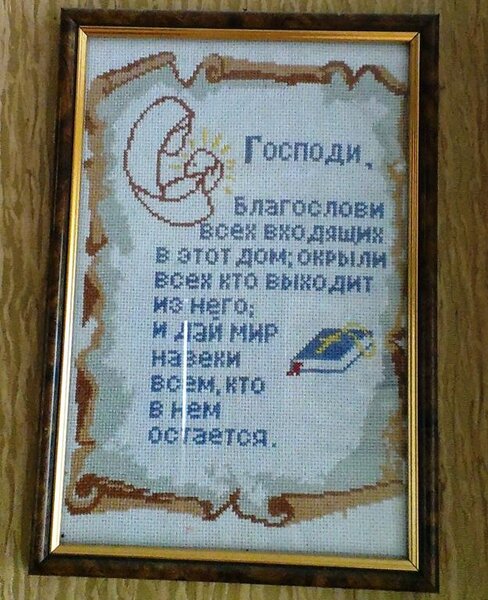 Господи,
Благослови
всех входящих
в этот дом; окрыли
всех кто выходит
из него;
и дай мир
навеки
всем, кто
в нем
остается.